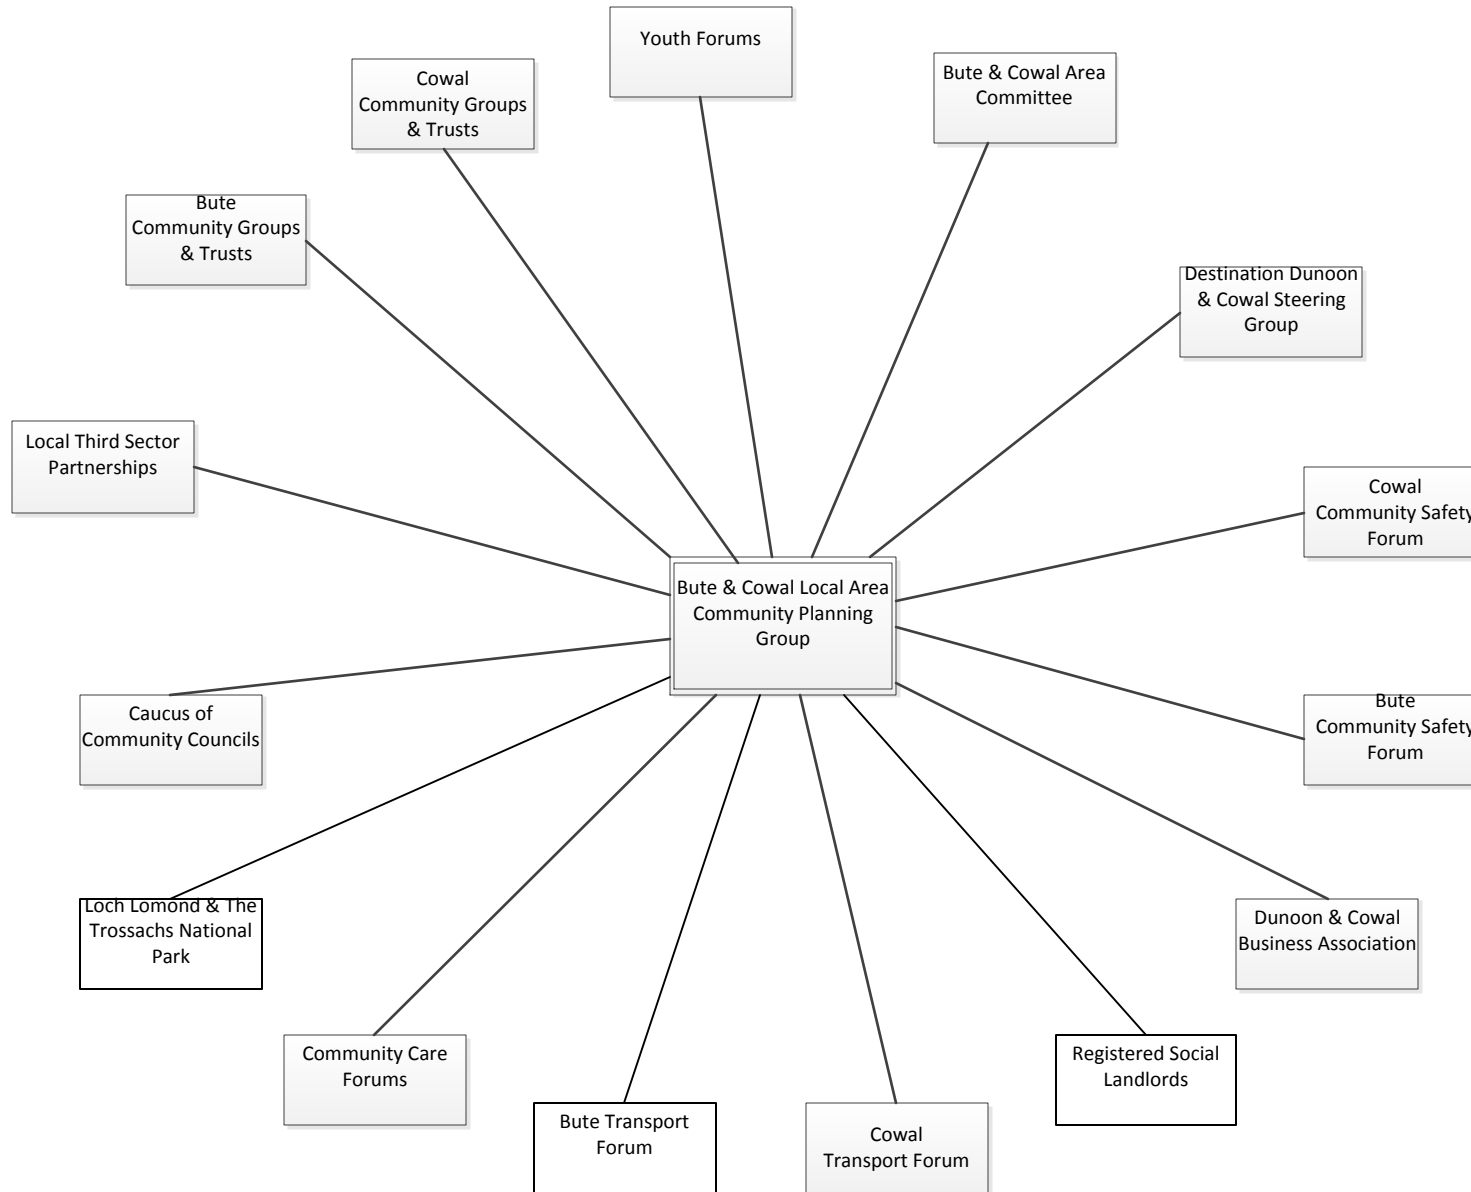 Youth Forums
Cowal
Community Groups
& Trusts
Bute & Cowal Area
Committee
Bute
Community Groups
& Trusts
Destination Dunoon
& Cowal Steering
Group
Local Third Sector
Partnerships
Cowal
Community Safety
Forum
Bute & Cowal Local Area
Community Planning
Group
Caucus of
Community Councils
Bute
Community Safety
Forum
Loch Lomond & The
Trossachs National
Park
Dunoon & Cowal
Business Association
Community Care
Forums
Registered Social
Landlords
Bute Transport
Forum
Cowal
Transport Forum